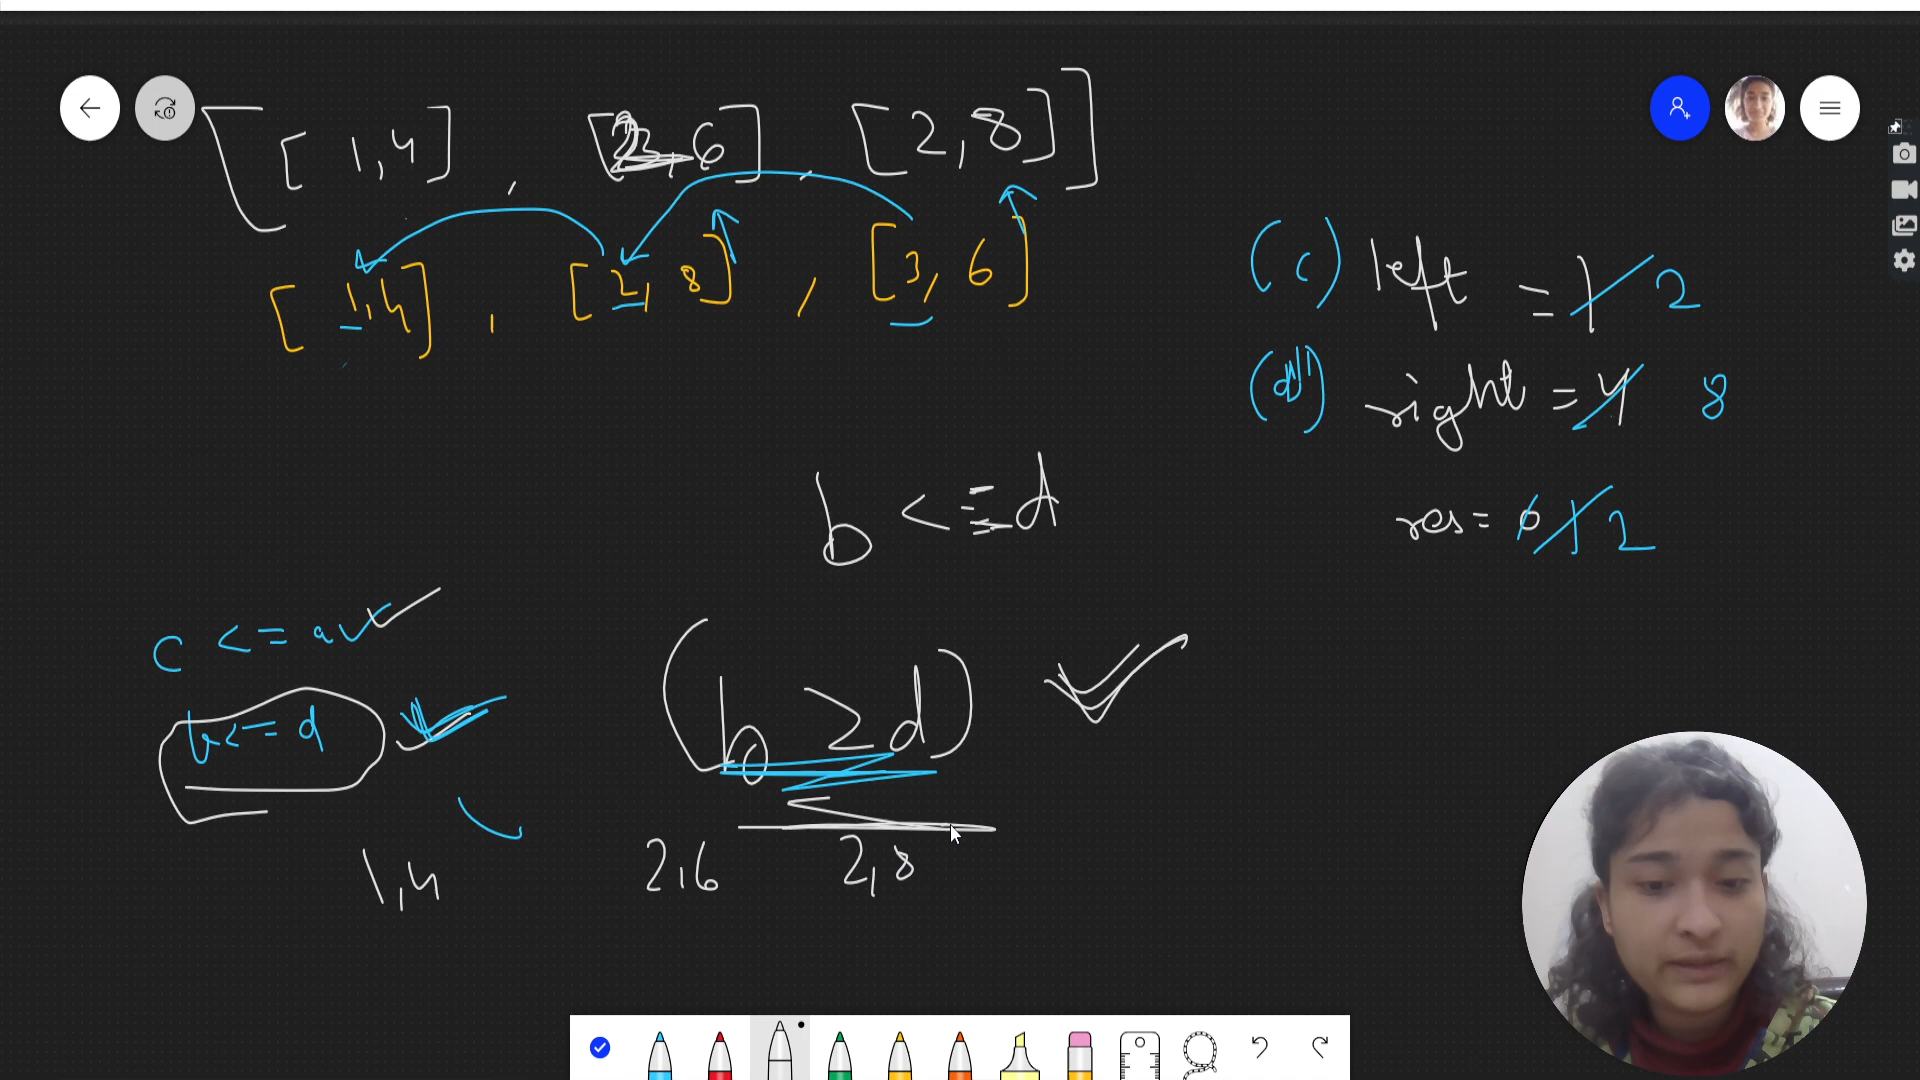 [ [ 1,4] , [2, 6] , [2,8] ]
[ 1,4] , [2, 8] , [3, 6]
(c) left = 1 2
(d) right = 4 8
res = 0 1 2
b <= d
c <= a
b <= d
(b ≥ d)
1,4 2,6 2,8